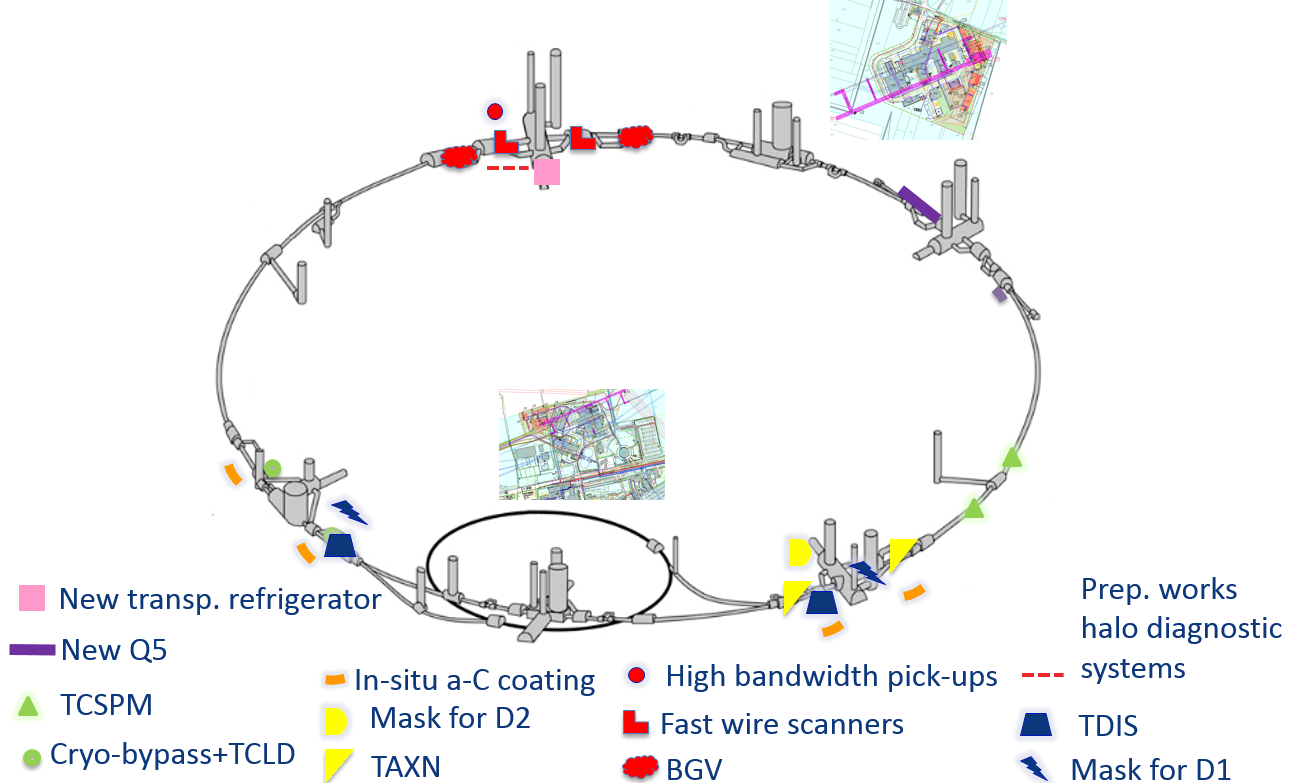 New transp. refrigerator
New Q5
TCSPM
Cryo-bypass+TCLD
In-situ a-C coating
Mask for D2
TAXN
High bandwidth pick-ups
Fast wire scanners
BGV
Prep. works
halo diagnostic
systems
TDIS
Mask for D1